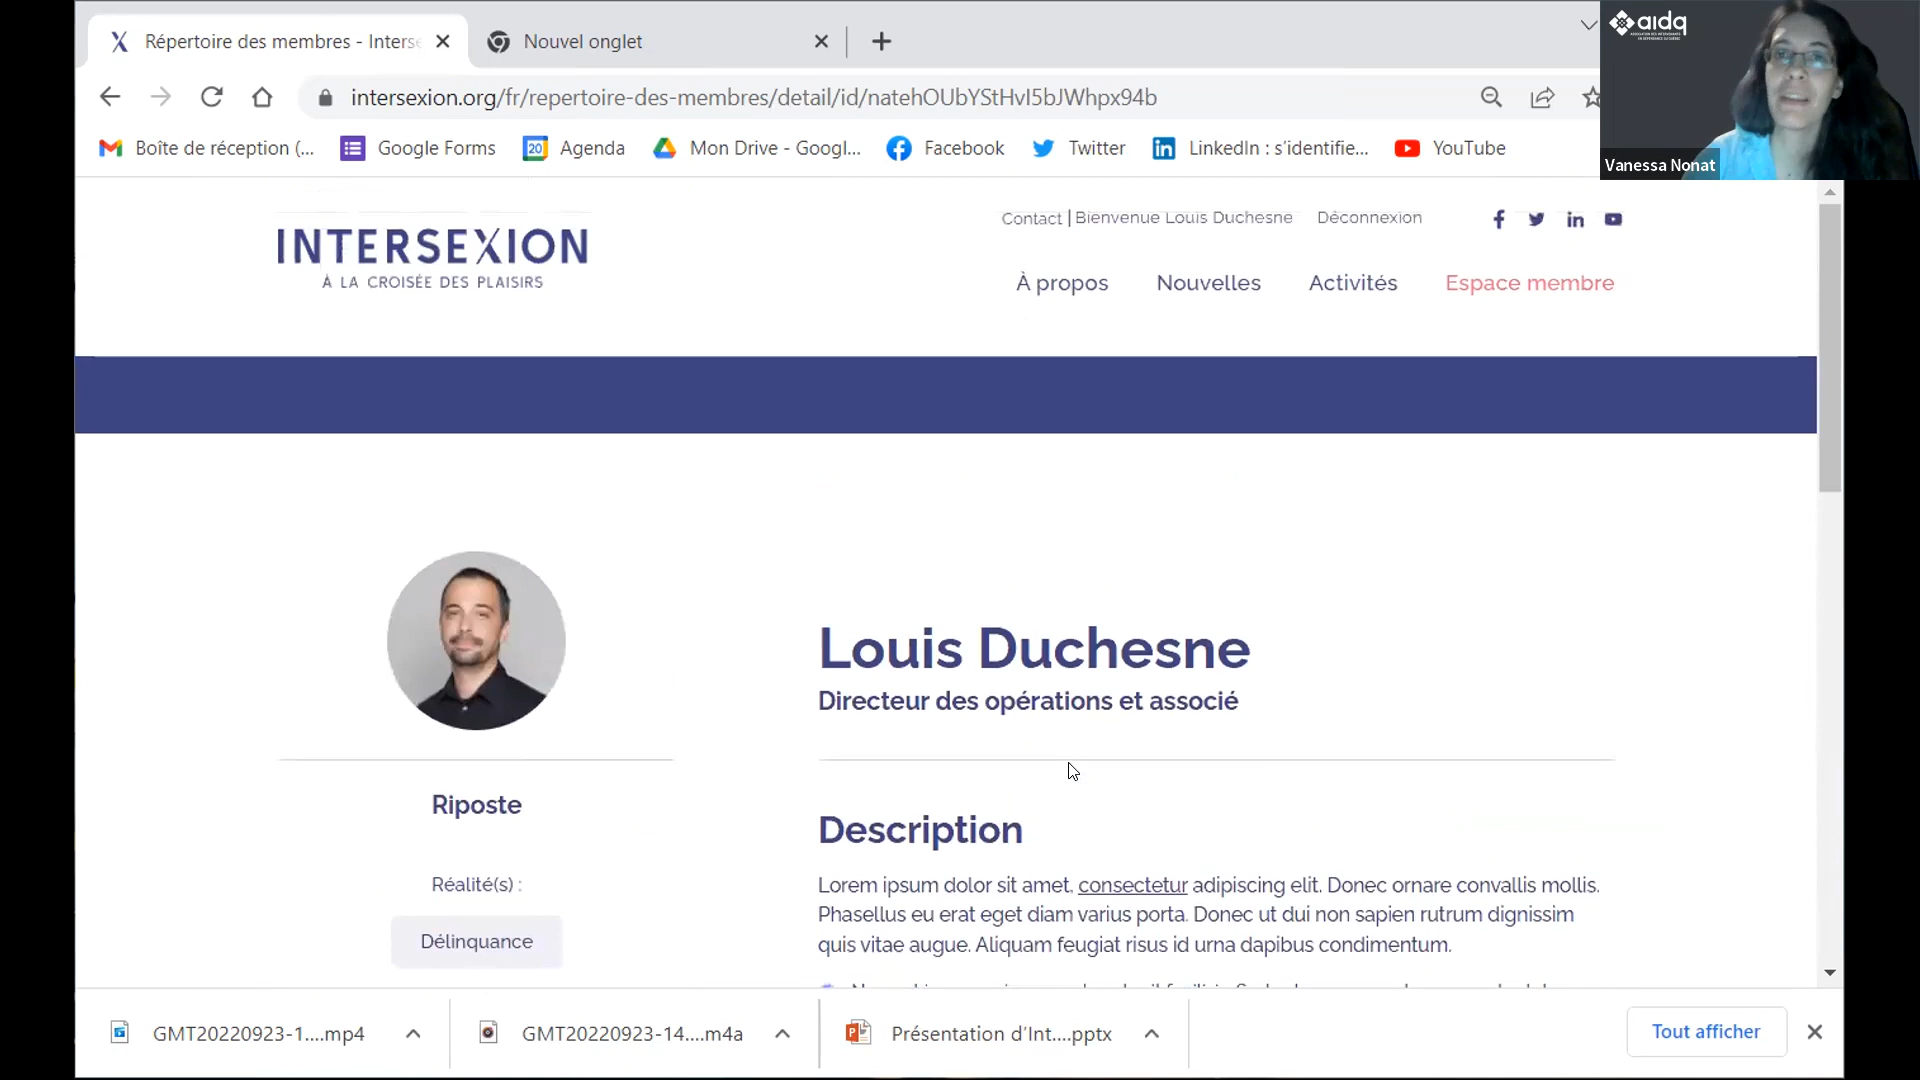 Répertoire des membres - Inters
Nouvel onglet
intersexion.org/fr/repertoire-des-membres/detail/id/natehOUbYStHvI5bJWhpx94b
Boîte de réception (...
Google Forms
20
Agenda
Mon Drive - Googl...
Facebook
Twitter
LinkedIn : s'identifie...
YouTube
aidq
Vanessa Nonat
Contact | Bienvenue Louis Duchesne
Déconnexion
INTERSEXION
À LA CROISÉE DES PLAISIRS
À propos
Nouvelles
Activités
Espace membre
Louis Duchesne
Directeur des opérations et associé
Riposte
Réalité(s) :
Délinquance
Description
Lorem ipsum dolor sit amet, consectetur adipiscing elit. Donec ornare convallis mollis.
Phasellus eu erat eget diam varius porta. Donec ut dui non sapien rutrum dignissim
quis vitae augue. Aliquam feugiat risus id urna dapibus condimentum.
GMT20220923-1....mp4
GMT20220923-14....m4a
Présentation d'Int....pptx
Tout afficher